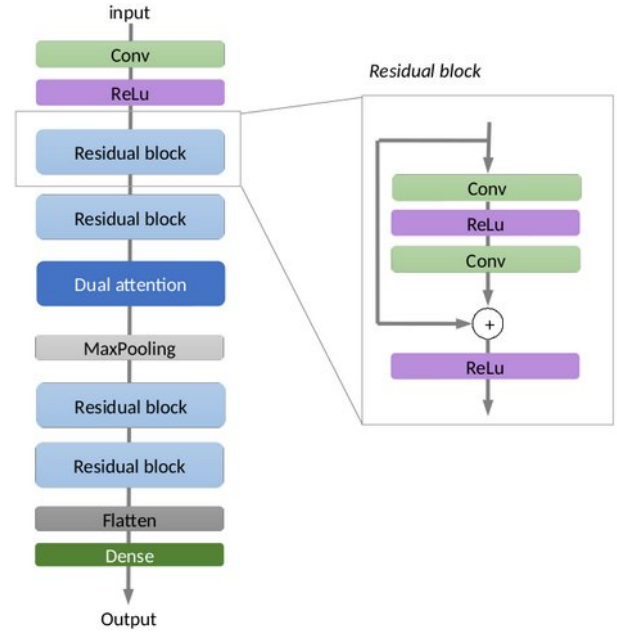 input
Conv
ReLu
Residual block
Residual block
Dual attention
MaxPooling
Residual block
Residual block
Flatten
Dense
Output
Residual block
Conv
ReLu
Conv
+
ReLu